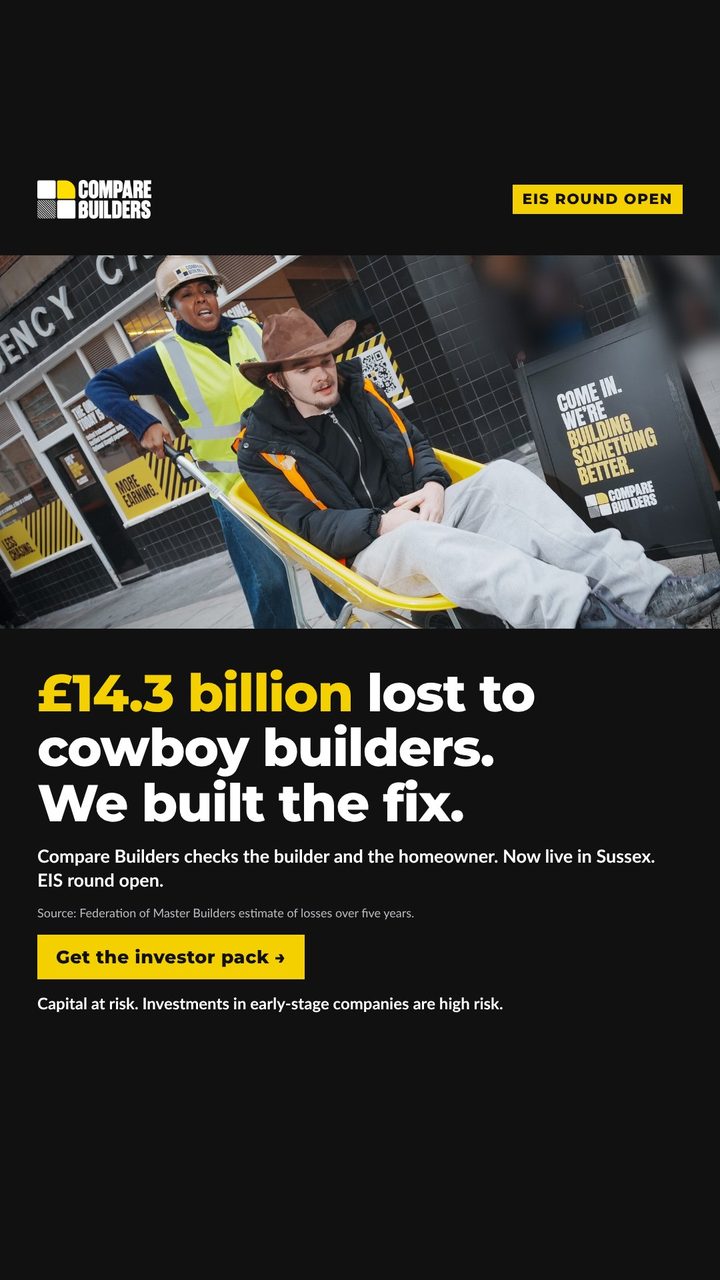 COMPARE
BUILDERS
EIS ROUND OPEN
ENCY
COME IN.
WE'RE
BUILDING
SOMETHING
BETTER.
COMPARE
BUILDERS
MORE
EARNING.
LESS
CHASING.
£14.3 billion lost to
cowboy builders.
We built the fix.
Compare Builders checks the builder and the homeowner. Now live in Sussex.
EIS round open.
Source: Federation of Master Builders estimate of losses over five years.
Get the investor pack →
Capital at risk. Investments in early-stage companies are high risk.